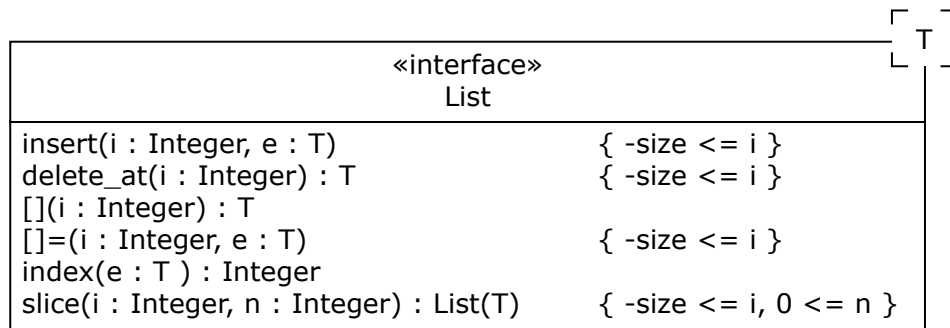 T
«interface»
List
insert(i : Integer, e : T) { -size <= i }
delete_at(i : Integer) : T { -size <= i }
[](i : Integer) : T
[]=(i : Integer, e : T) { -size <= i }
index(e : T ) : Integer
slice(i : Integer, n : Integer) : List(T) { -size <= i, 0 <= n }